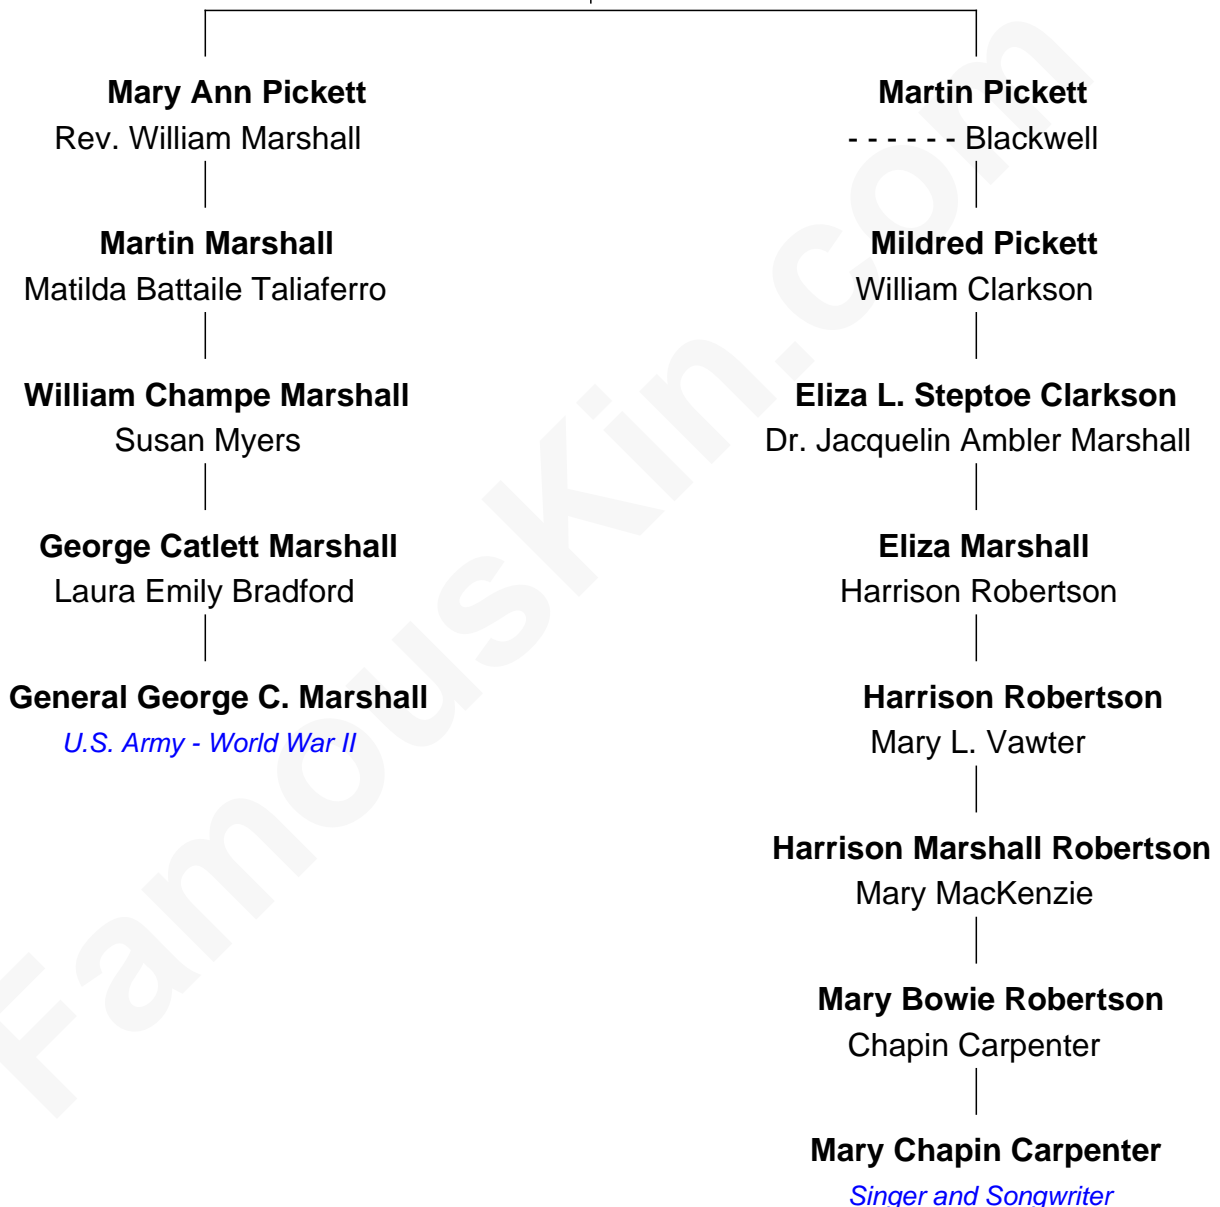 Mary Ann Pickett
Rev. William Marshall
Martin Marshall
Matilda Battaile Taliaferro
William Champe Marshall
Susan Myers
George Catlett Marshall
Laura Emily Bradford
General George C. Marshall
U.S. Army - World War II
Martin Pickett
- - - - - - Blackwell
Mildred Pickett
William Clarkson
Eliza L. Steptoe Clarkson
Dr. Jacquelin Ambler Marshall
Eliza Marshall
Harrison Robertson
Harrison Robertson
Mary L. Vawter
Harrison Marshall Robertson
Mary MacKenzie
Mary Bowie Robertson
Chapin Carpenter
Mary Chapin Carpenter
Singer and Songwriter
FamousKin.com